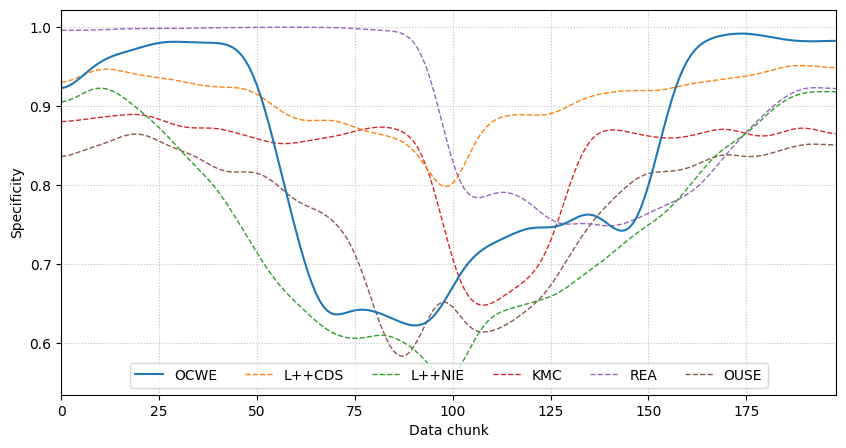 1.0
0.9
0.8
0.7
0.6
Specificity
OCWE L++CDS L++NIE KMC REA OUSE
0 25 50 75 100 125 150 175
Data chunk